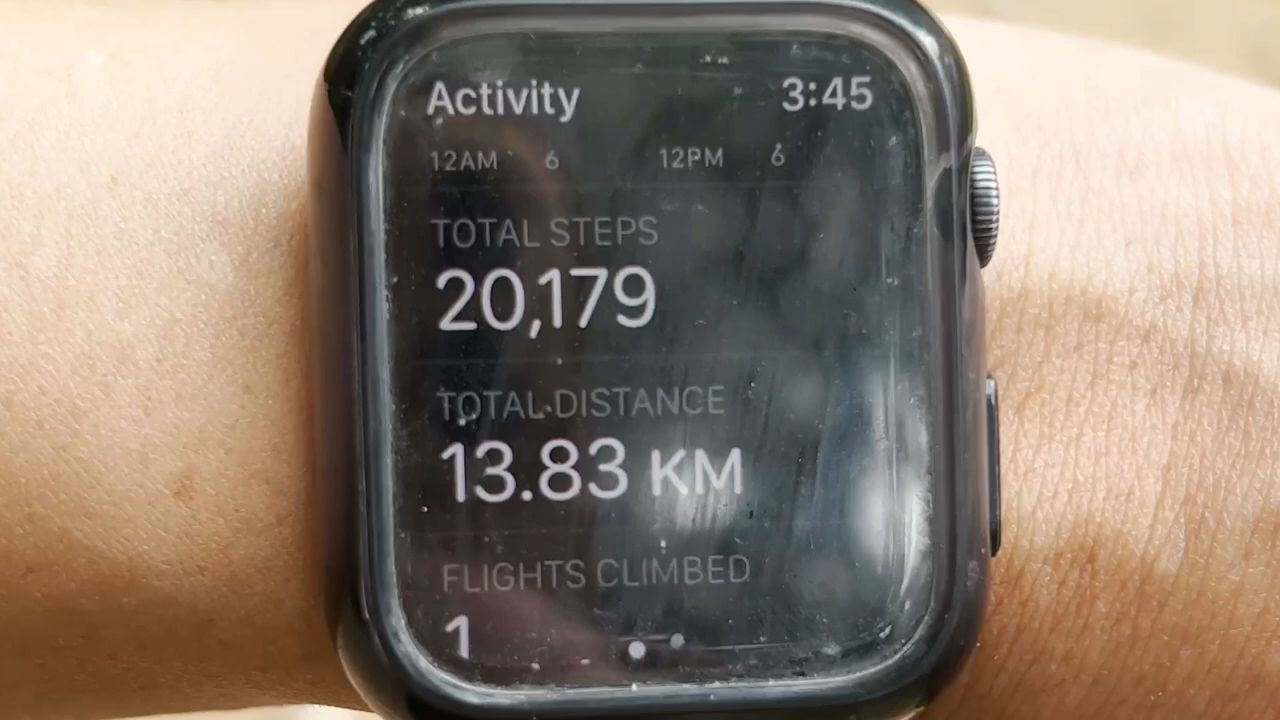 Activity 3:45
12AM 6 12PM 6
TOTAL STEPS
20,179
TOTAL DISTANCE
13.83 KM
FLIGHTS CLIMBED
1